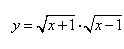 y = √(x+1) · √(x−1)